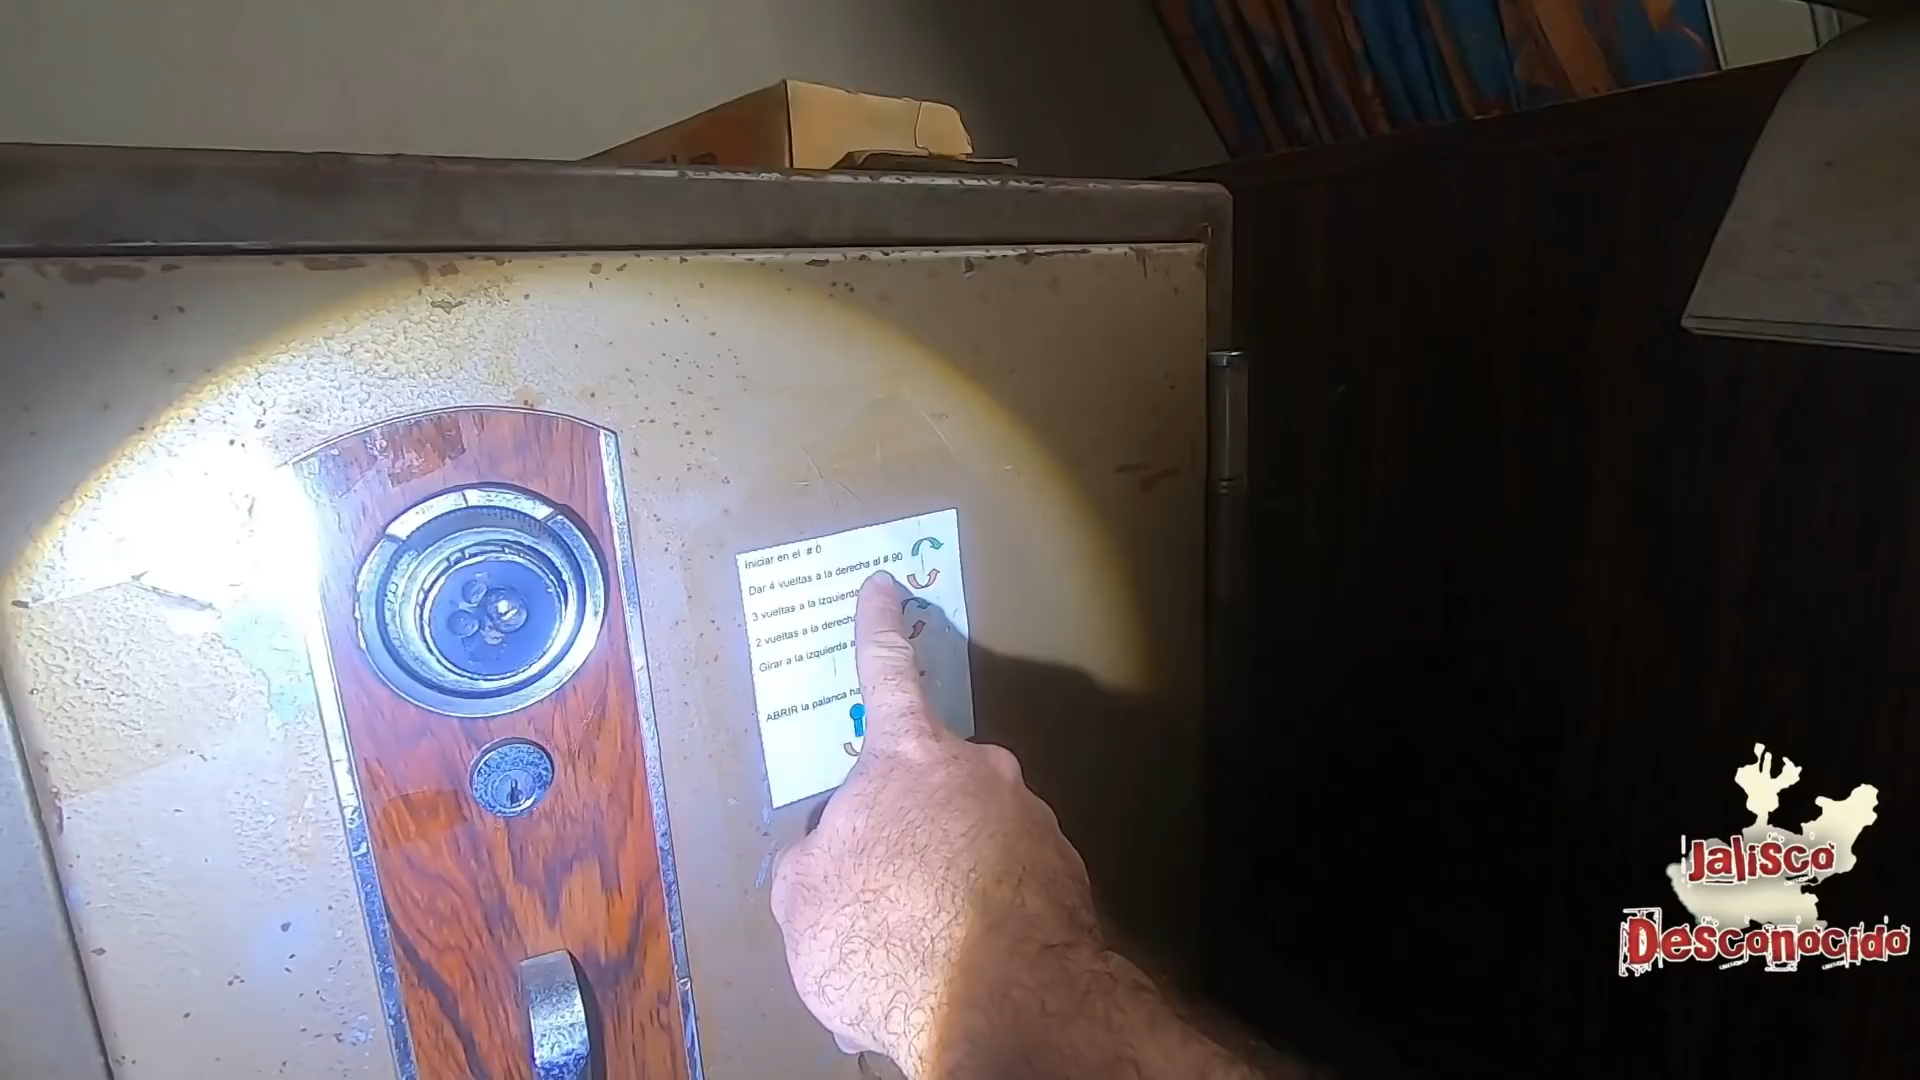 Iniciar en el # 0
Dar 4 vueltas a la derecha al # 90
3 vueltas a la izquierda
2 vueltas a la derecha
Girar a la izquierda
ABRIR la palanca
Jalisco
Desconocido